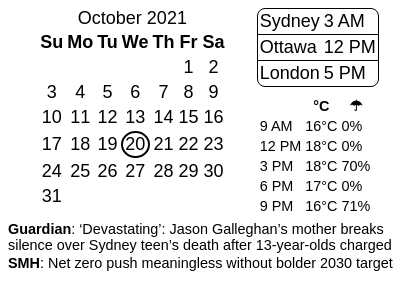 October 2021
Su Mo Tu We Th Fr Sa
1 2
3 4 5 6 7 8 9
10 11 12 13 14 15 16
17 18 19 20 21 22 23
24 25 26 27 28 29 30
31
Sydney 3 AM
Ottawa 12 PM
London 5 PM
°C ☂
9 AM 16°C 0%
12 PM 18°C 0%
3 PM 18°C 70%
6 PM 17°C 0%
9 PM 16°C 71%
Guardian: ‘Devastating’: Jason Galleghan’s mother breaks
silence over Sydney teen’s death after 13-year-olds charged
SMH: Net zero push meaningless without bolder 2030 target